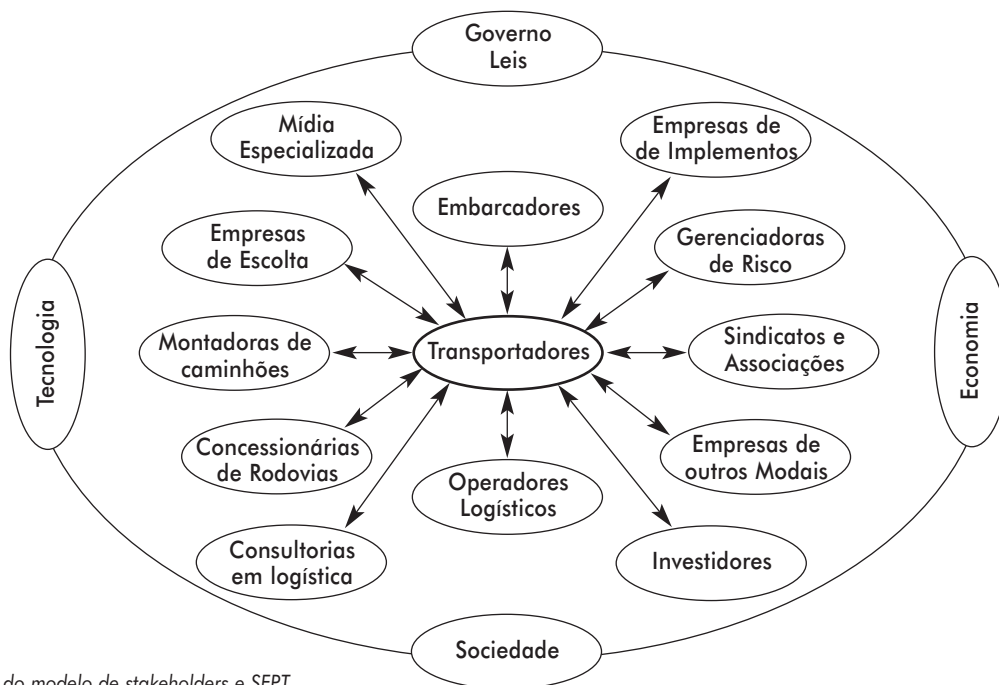 Governo
Leis
Mídia
Especializada
Empresas de
de Implementos
Embarcadores
Empresas
de Escolta
Gerenciadoras
de Risco
Tecnologia
Montadoras de
caminhões
Transportadores
Sindicatos e
Associações
Economia
Concessionárias
de Rodovias
Operadores
Logísticos
Empresas de
outros Modais
Consultorias
em logística
Investidores
Sociedade
do modelo de stakeholders e SEPT